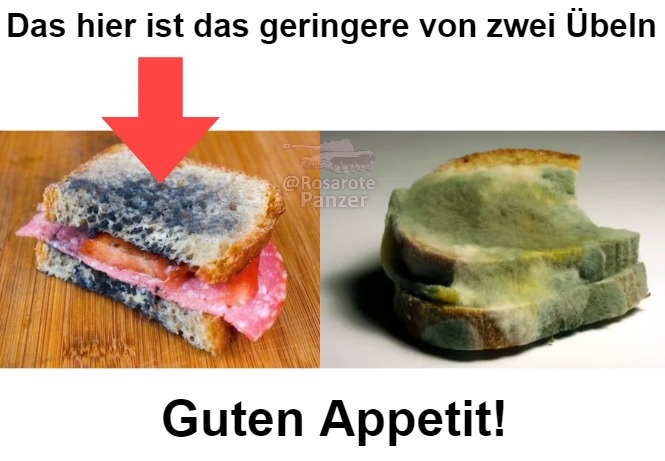 Das hier ist das geringere von zwei Übeln
@Rosarote
Panzer
Guten Appetit!